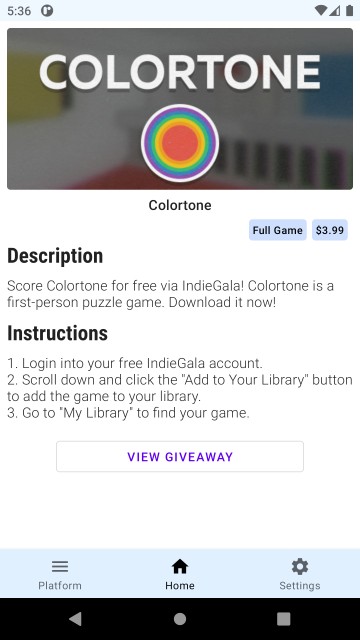 5:36
COLORTONE
Colortone
Full Game
$3.99
Description
Score Colortone for free via IndieGala! Colortone is a
first-person puzzle game. Download it now!
Instructions
1. Login into your free IndieGala account.
2. Scroll down and click the "Add to Your Library" button
to add the game to your library.
3. Go to "My Library" to find your game.
VIEW GIVEAWAY
Platform
Home
Settings